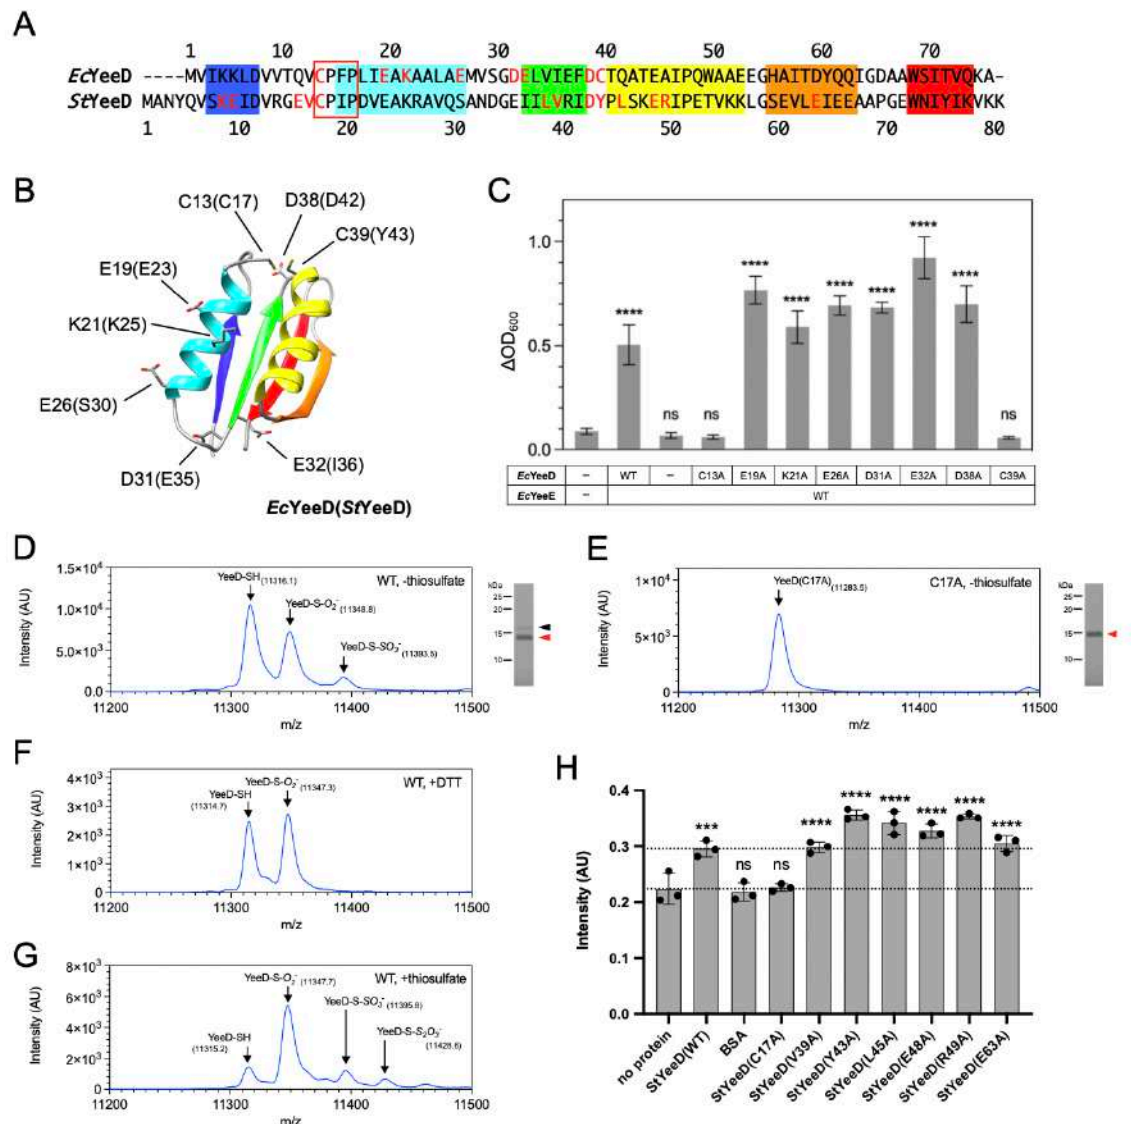 A
1 10 20 30 40 50 60 70
EcYeeD ----MVIKKLDVVTQVCPFPLIEAKAALAEMVSGDELVIEFDCTQATEAIPQWAAEEGHAITDYQQIGDAAWSITVQKA-
StYeeD MANYQVSKEIDVRGEVCPIPDVEAKRAVQSANDGEIILVRIDYPLSKERIPETVKKLGSEVLEIEEAAPGEWNIYIKVKK
1 10 20 30 40 50 60 70 80
B
C13(C17)
D38(D42)
C39(Y43)
E19(E23)
K21(K25)
E26(S30)
D31(E35)
E32(I36)
EcYeeD(StYeeD)
C
ΔOD600
1.0
0.5
0.0
**** ns ns **** **** **** **** **** **** ns
EcYeeD – WT – C13A E19A K21A E26A D31A E32A D38A C39A
EcYeeE – WT
D
WT, -thiosulfate
YeeD-SH (11316.1)
YeeD-S-O2- (11348.8)
YeeD-S-SO3- (11393.5)
Intensity (AU)
1.5×10⁴
1.0×10⁴
5.0×10³
0.0
11200 11300 11400 11500
m/z
kDa
25
20
15
10
E
C17A, -thiosulfate
YeeD(C17A) (11283.5)
Intensity (AU)
1×10⁴
5×10³
0
11200 11300 11400 11500
m/z
kDa
25
20
15
10
F
WT, +DTT
YeeD-SH (11314.7)
YeeD-S-O2- (11347.3)
Intensity (AU)
4×10³
3×10³
2×10³
1×10³
0
11200 11300 11400 11500
m/z
G
WT, +thiosulfate
YeeD-S-O2- (11347.7)
YeeD-SH (11315.2)
YeeD-S-SO3- (11395.8)
YeeD-S-S2O3- (11428.6)
Intensity (AU)
8×10³
6×10³
4×10³
2×10³
0
11200 11300 11400 11500
m/z
H
Intensity (AU)
0.4
0.3
0.2
0.1
0.0
*** ns ns **** **** **** **** **** ****
no protein
StYeeD(WT)
BSA
StYeeD(C17A)
StYeeD(V39A)
StYeeD(Y43A)
StYeeD(L45A)
StYeeD(E48A)
StYeeD(R49A)
StYeeD(E63A)